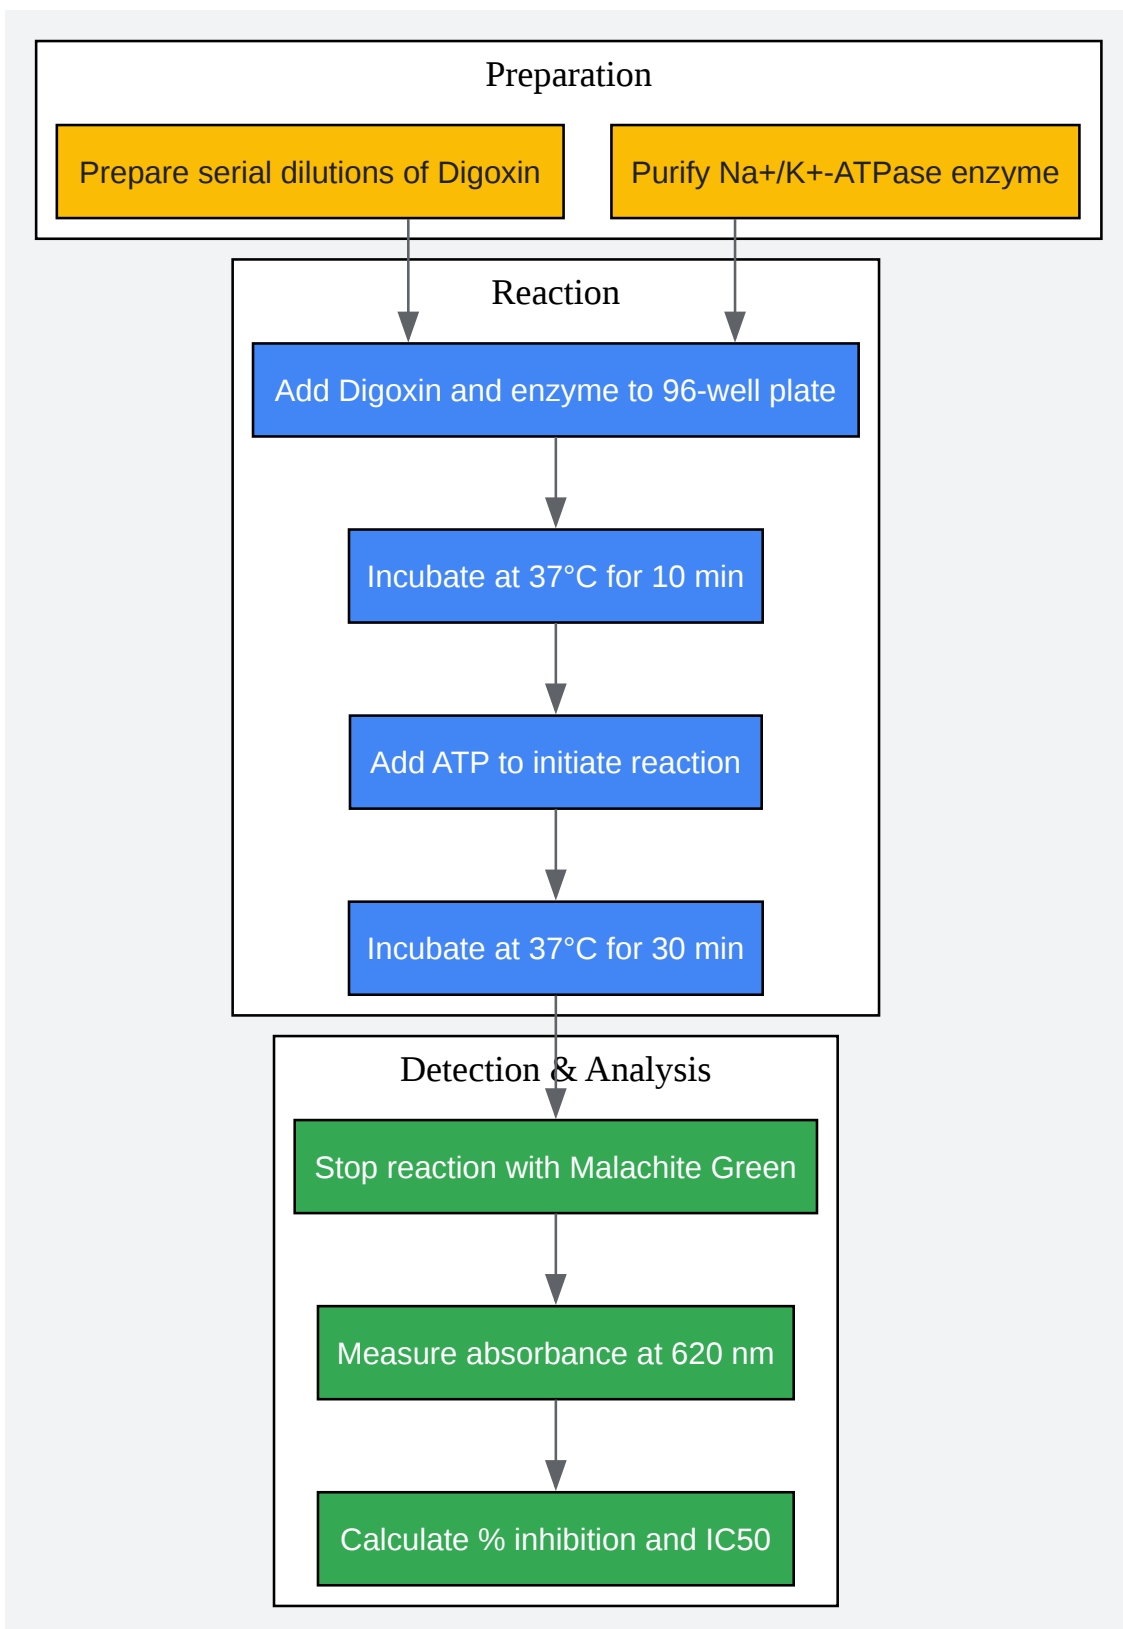 Preparation
Prepare serial dilutions of Digoxin
Purify Na+/K+-ATPase enzyme
Reaction
Add Digoxin and enzyme to 96-well plate
Incubate at 37°C for 10 min
Add ATP to initiate reaction
Incubate at 37°C for 30 min
Detection & Analysis
Stop reaction with Malachite Green
Measure absorbance at 620 nm
Calculate % inhibition and IC50